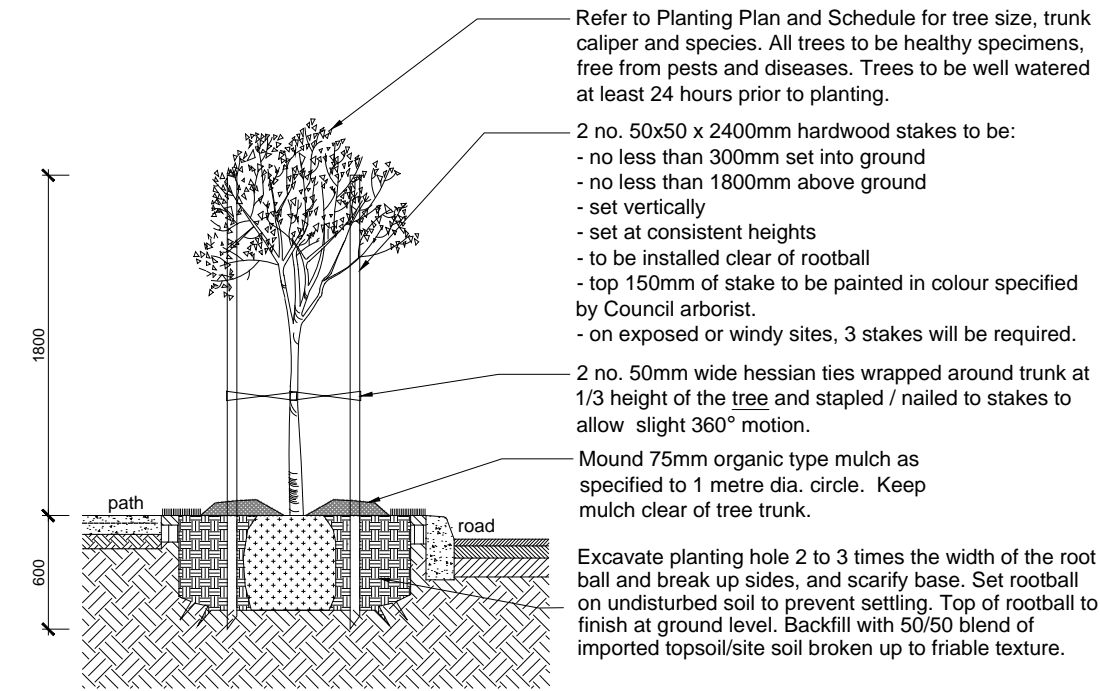 Refer to Planting Plan and Schedule for tree size, trunk
caliper and species. All trees to be healthy specimens,
free from pests and diseases. Trees to be well watered
at least 24 hours prior to planting.
2 no. 50x50 x 2400mm hardwood stakes to be:
- no less than 300mm set into ground
- no less than 1800mm above ground
- set vertically
- set at consistent heights
- to be installed clear of rootball
- top 150mm of stake to be painted in colour specified
by Council arborist.
- on exposed or windy sites, 3 stakes will be required.
1800
2 no. 50mm wide hessian ties wrapped around trunk at
1/3 height of the tree and stapled / nailed to stakes to
allow slight 360° motion.
Mound 75mm organic type mulch as
specified to 1 metre dia. circle. Keep
mulch clear of tree trunk.
path
road
600
Excavate planting hole 2 to 3 times the width of the root
ball and break up sides, and scarify base. Set rootball
on undisturbed soil to prevent settling. Top of rootball to
finish at ground level. Backfill with 50/50 blend of
imported topsoil/site soil broken up to friable texture.